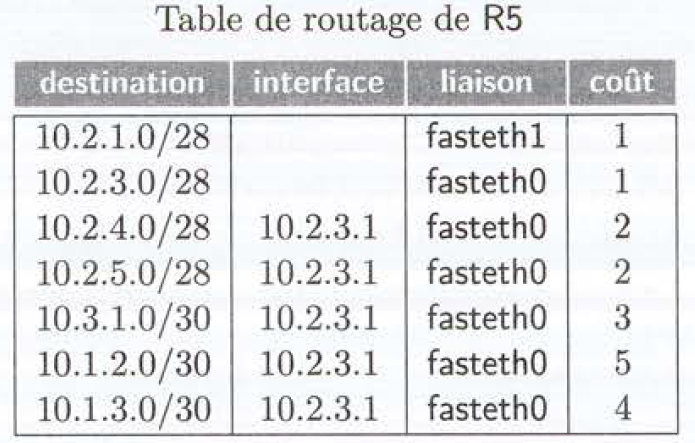 Table de routage de R5
destination interface liaison coût
10.2.1.0/28 fasteth1 1
10.2.3.0/28 fasteth0 1
10.2.4.0/28 10.2.3.1 fasteth0 2
10.2.5.0/28 10.2.3.1 fasteth0 2
10.3.1.0/30 10.2.3.1 fasteth0 3
10.1.2.0/30 10.2.3.1 fasteth0 5
10.1.3.0/30 10.2.3.1 fasteth0 4